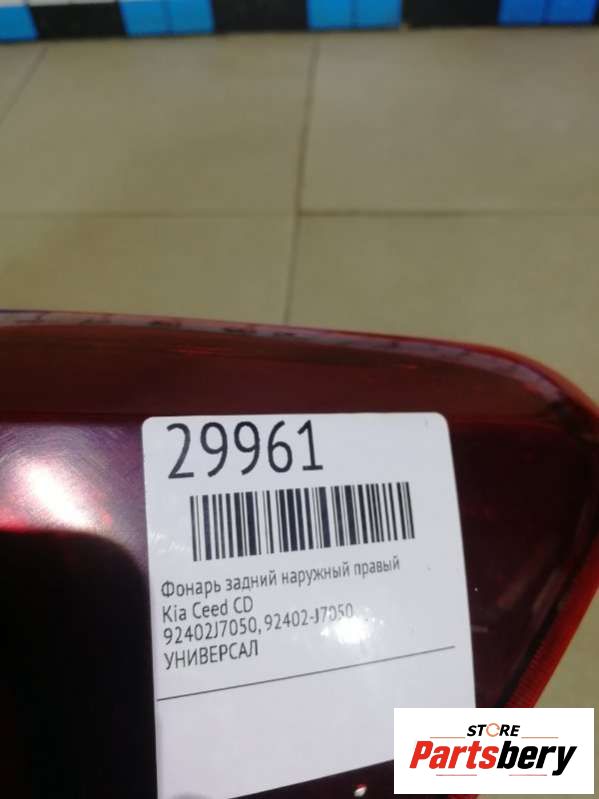 29961
Фонарь задний наружный правый
Kia Ceed CD
92402J7050, 92402-J7050
УНИВЕРСАЛ
STORE
Partsbery